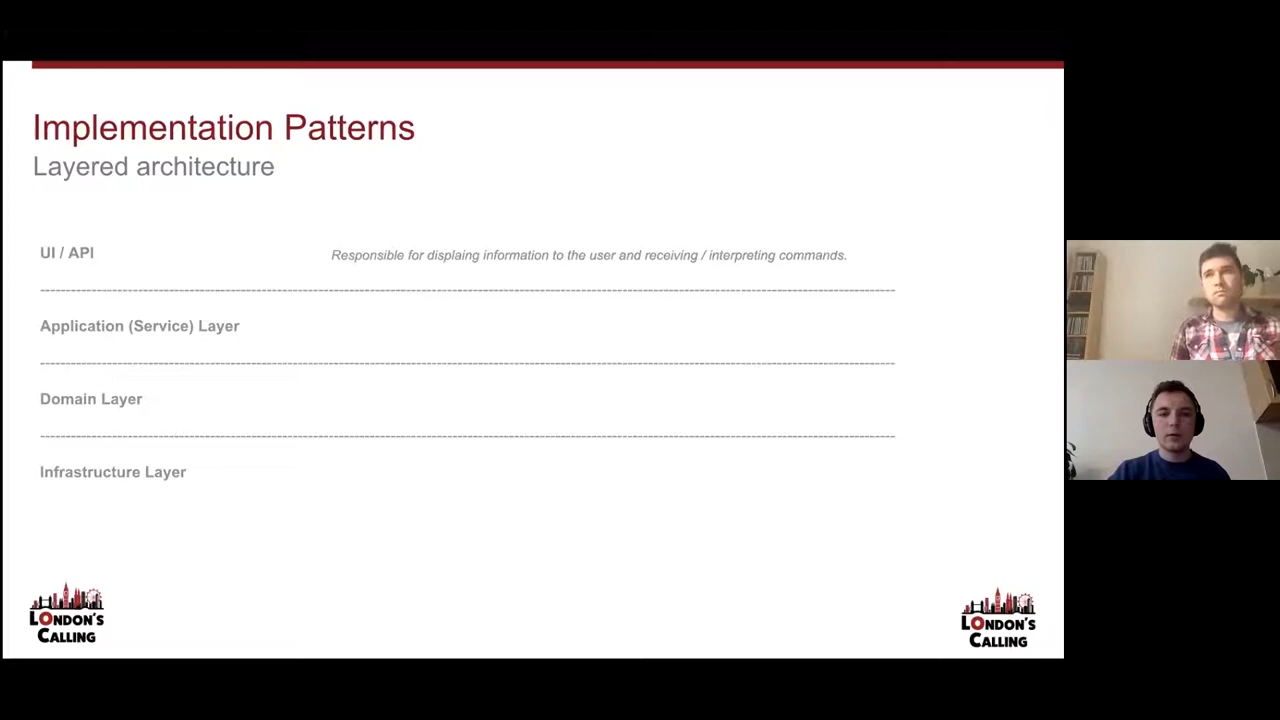 Implementation Patterns
Layered architecture
UI / API
Responsible for displaing information to the user and receiving / interpreting commands.
Application (Service) Layer
Domain Layer
Infrastructure Layer
LONDON'S
CALLING
LONDON'S
CALLING